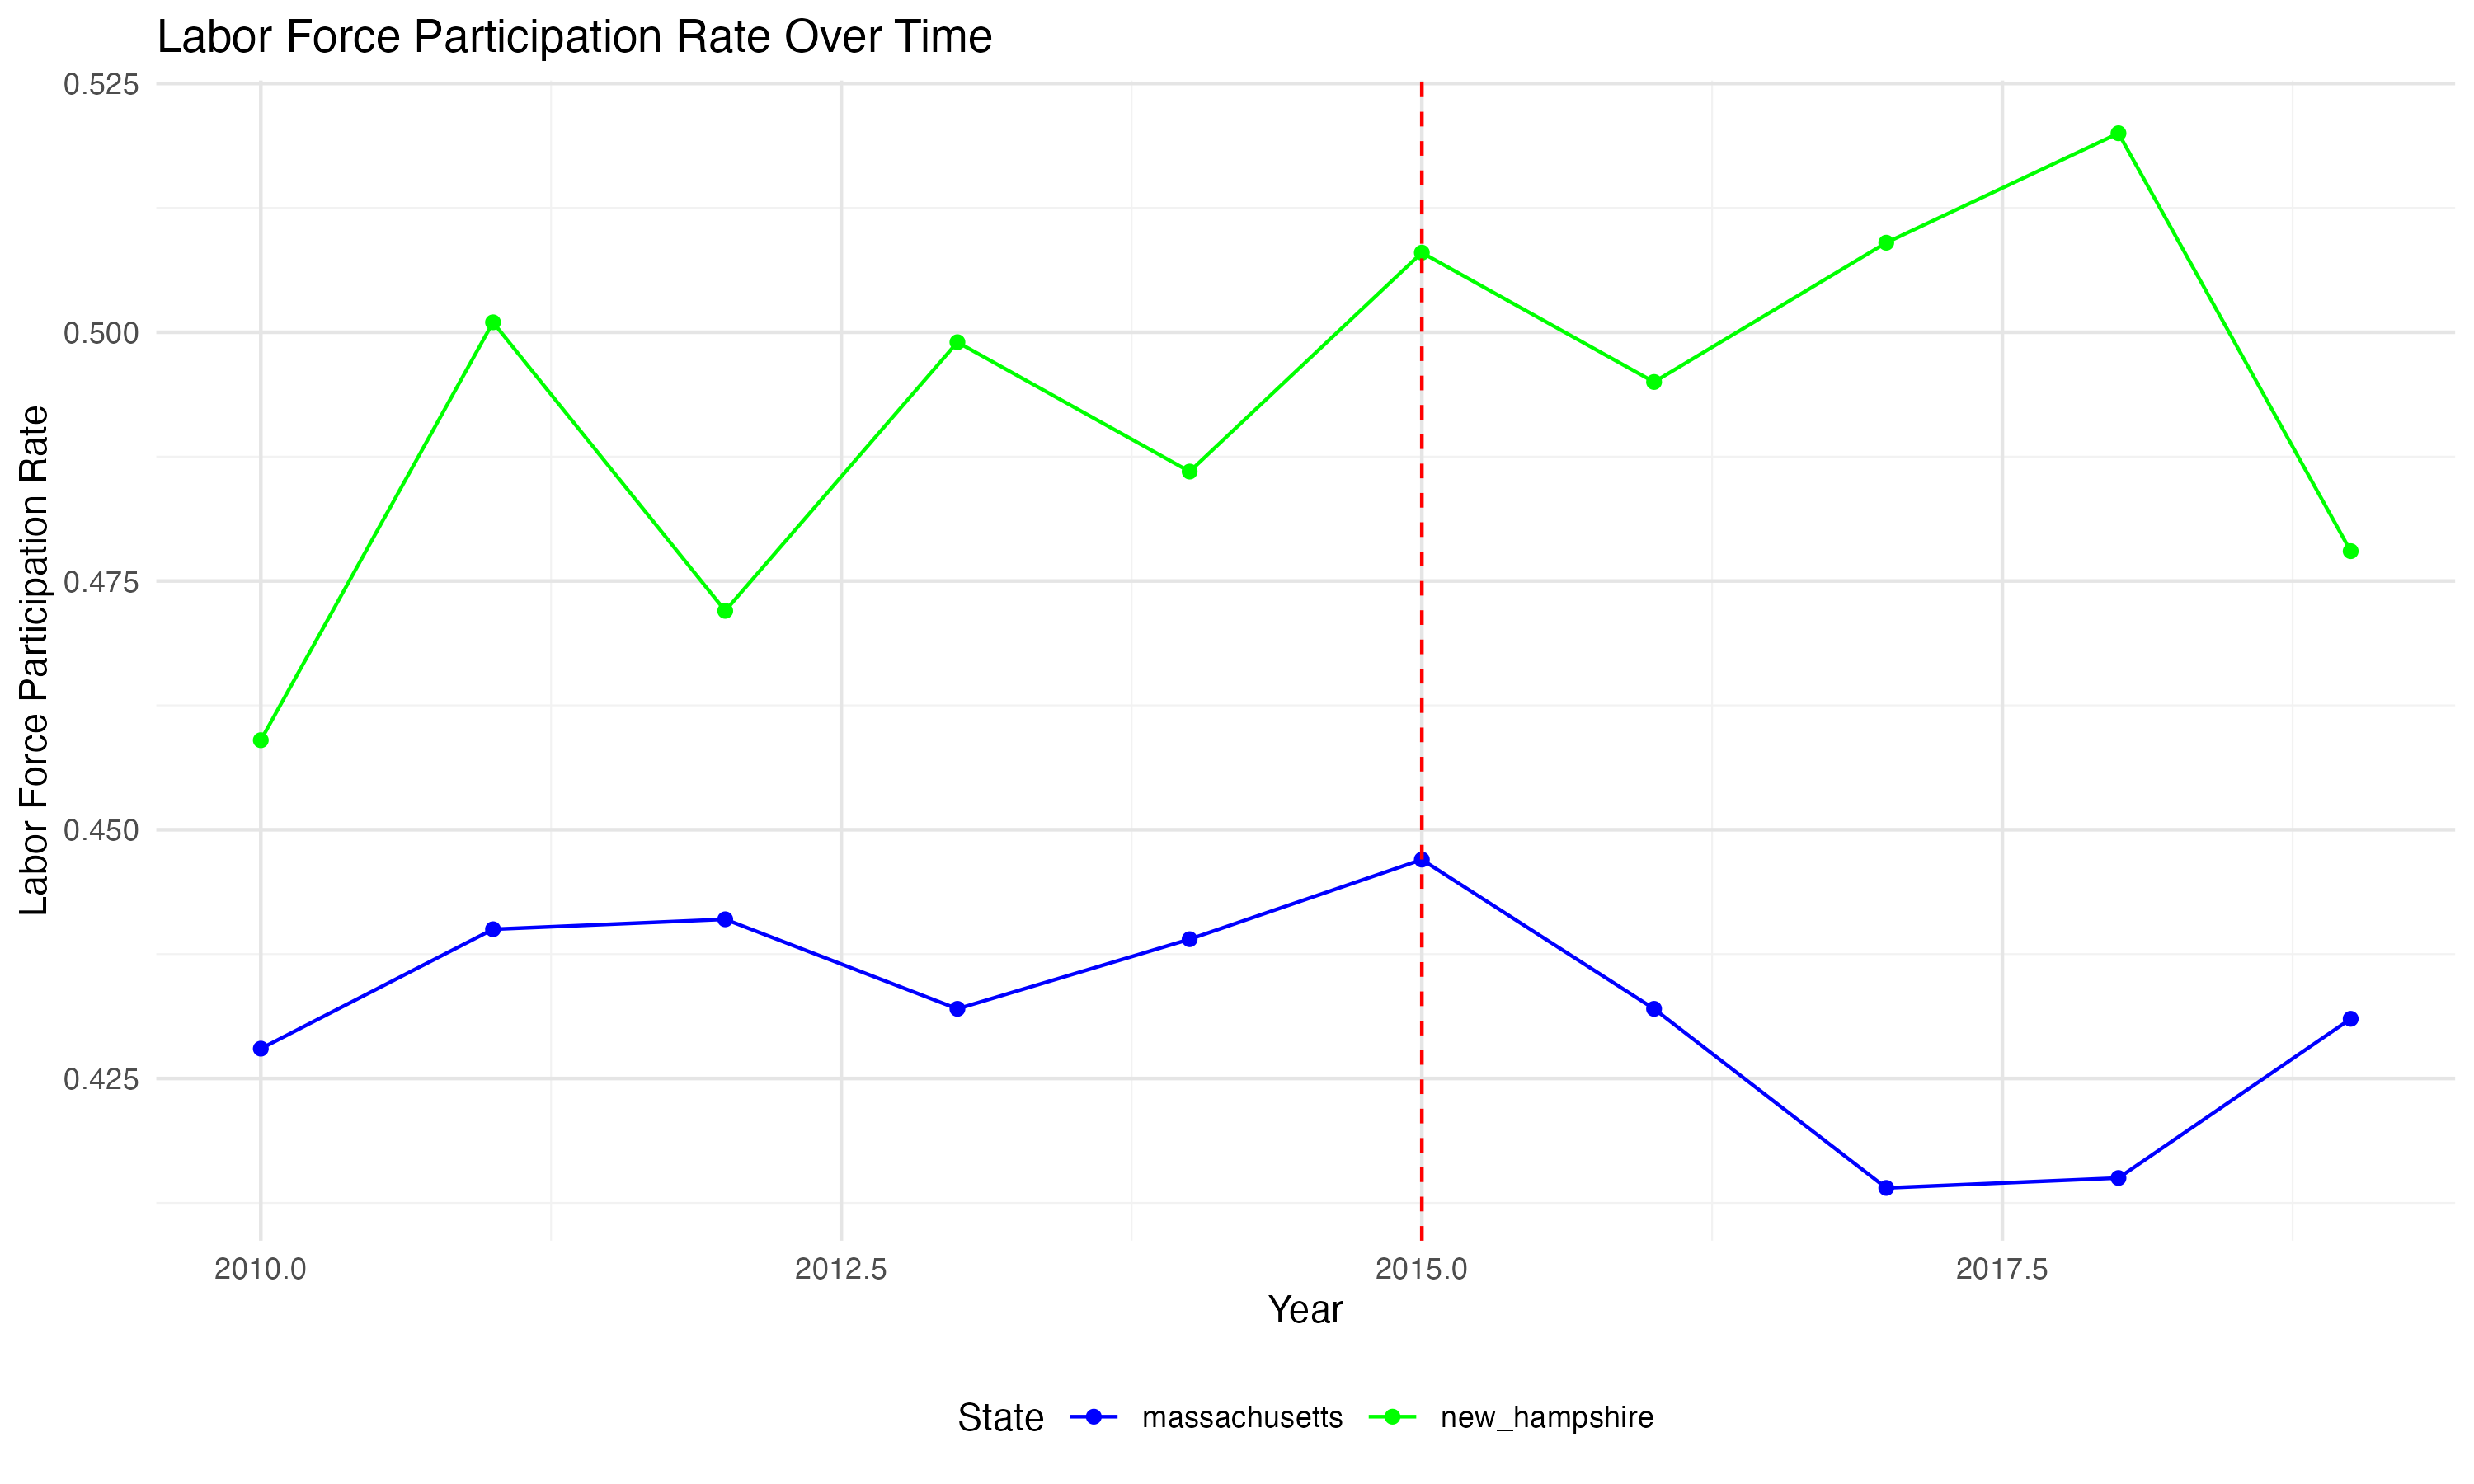 Labor Force Participation Rate Over Time
Labor Force Participation Rate
0.525
0.500
0.475
0.450
0.425
2010.0 2012.5 2015.0 2017.5
Year
State massachusetts new_hampshire